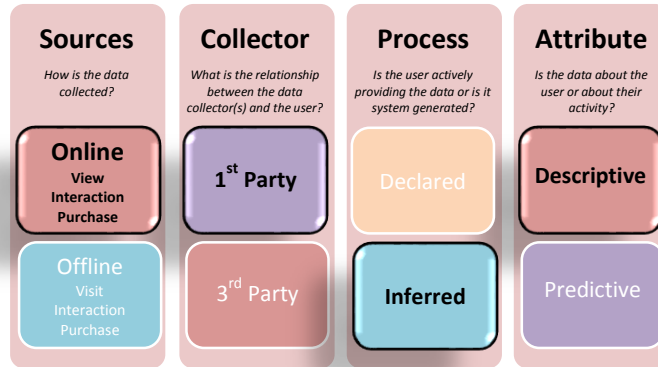 Sources
How is the data
collected?
Online
View
Interaction
Purchase
Offline
Visit
Interaction
Purchase
Collector
What is the relationship
between the data
collector(s) and the user?
1st Party
3rd Party
Process
Is the user actively
providing the data or is it
system generated?
Declared
Inferred
Attribute
Is the data about the
user or about their
activity?
Descriptive
Predictive